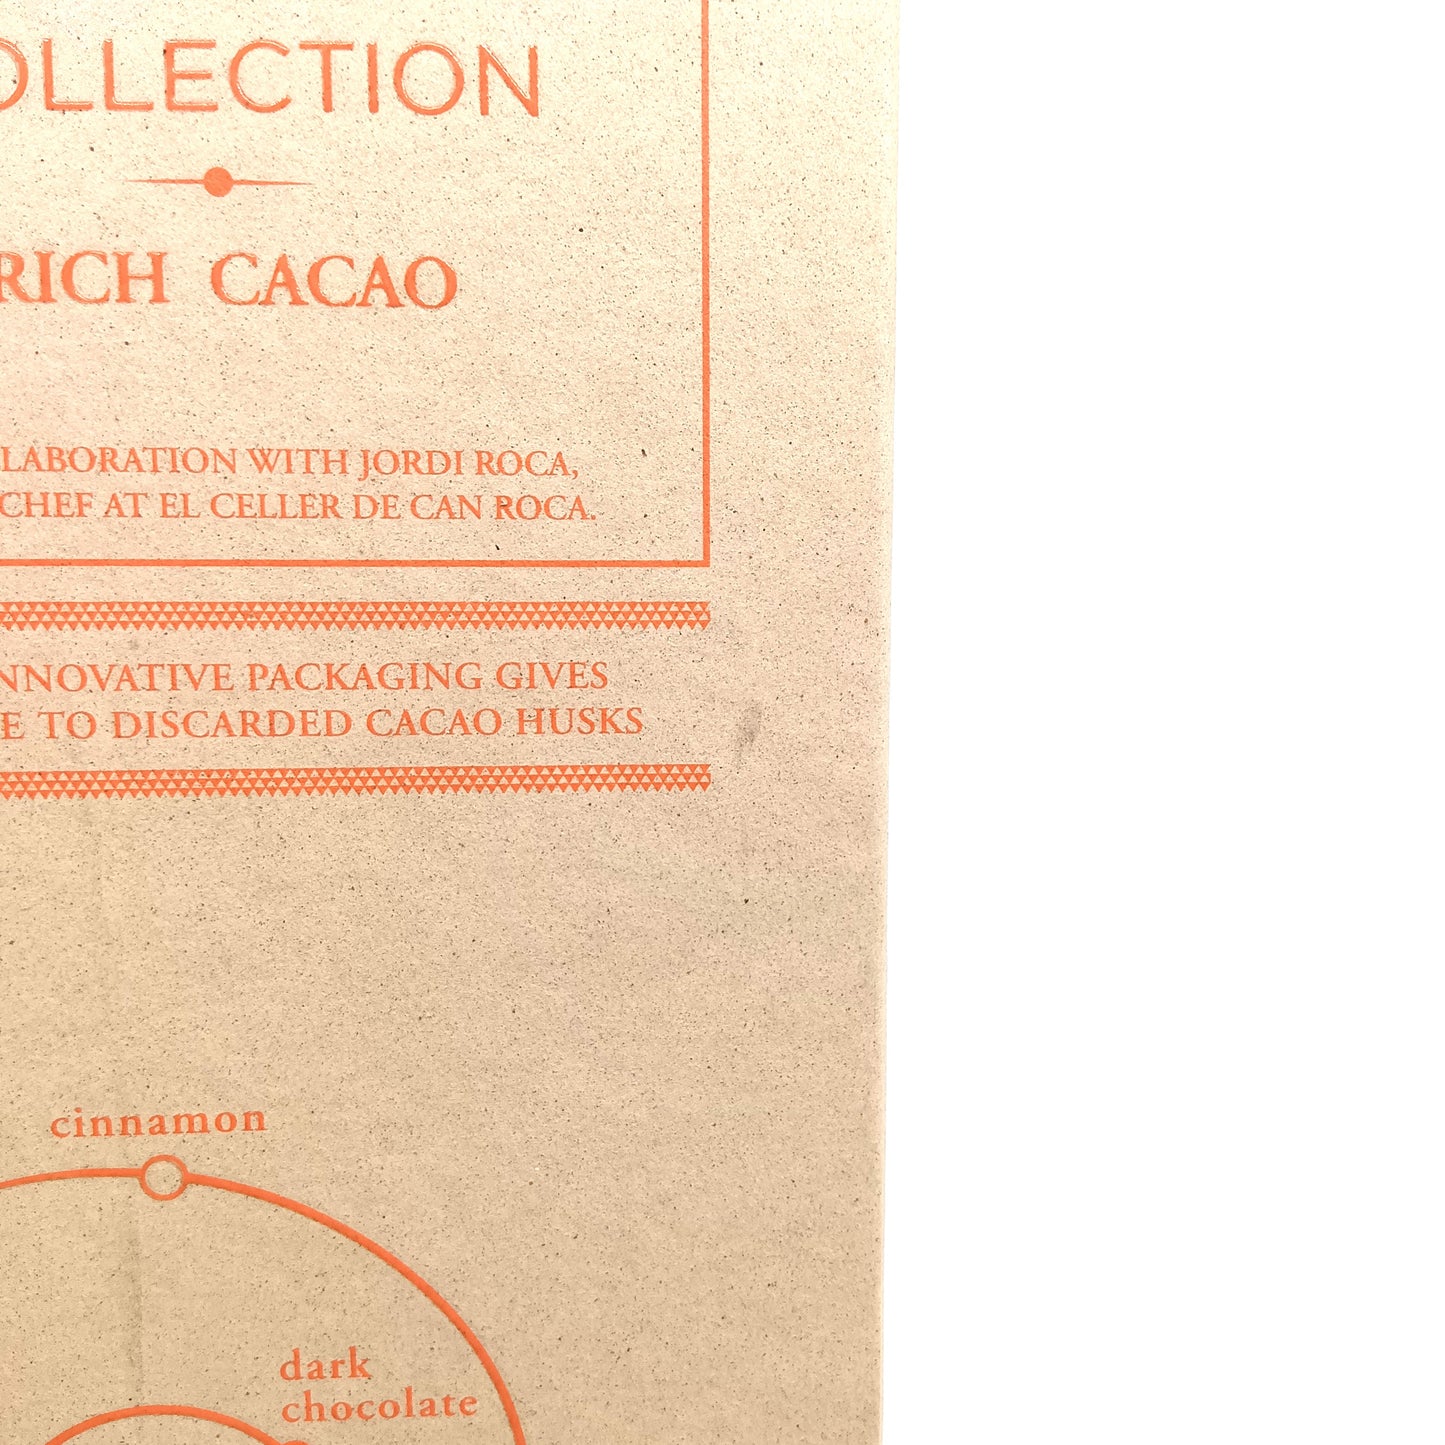 OLLECTION
RICH CACAO
LABORATION WITH JORDI ROCA,
CHEF AT EL CELLER DE CAN ROCA.
NNOVATIVE PACKAGING GIVES
E TO DISCARDED CACAO HUSKS
cinnamon
dark
chocolate